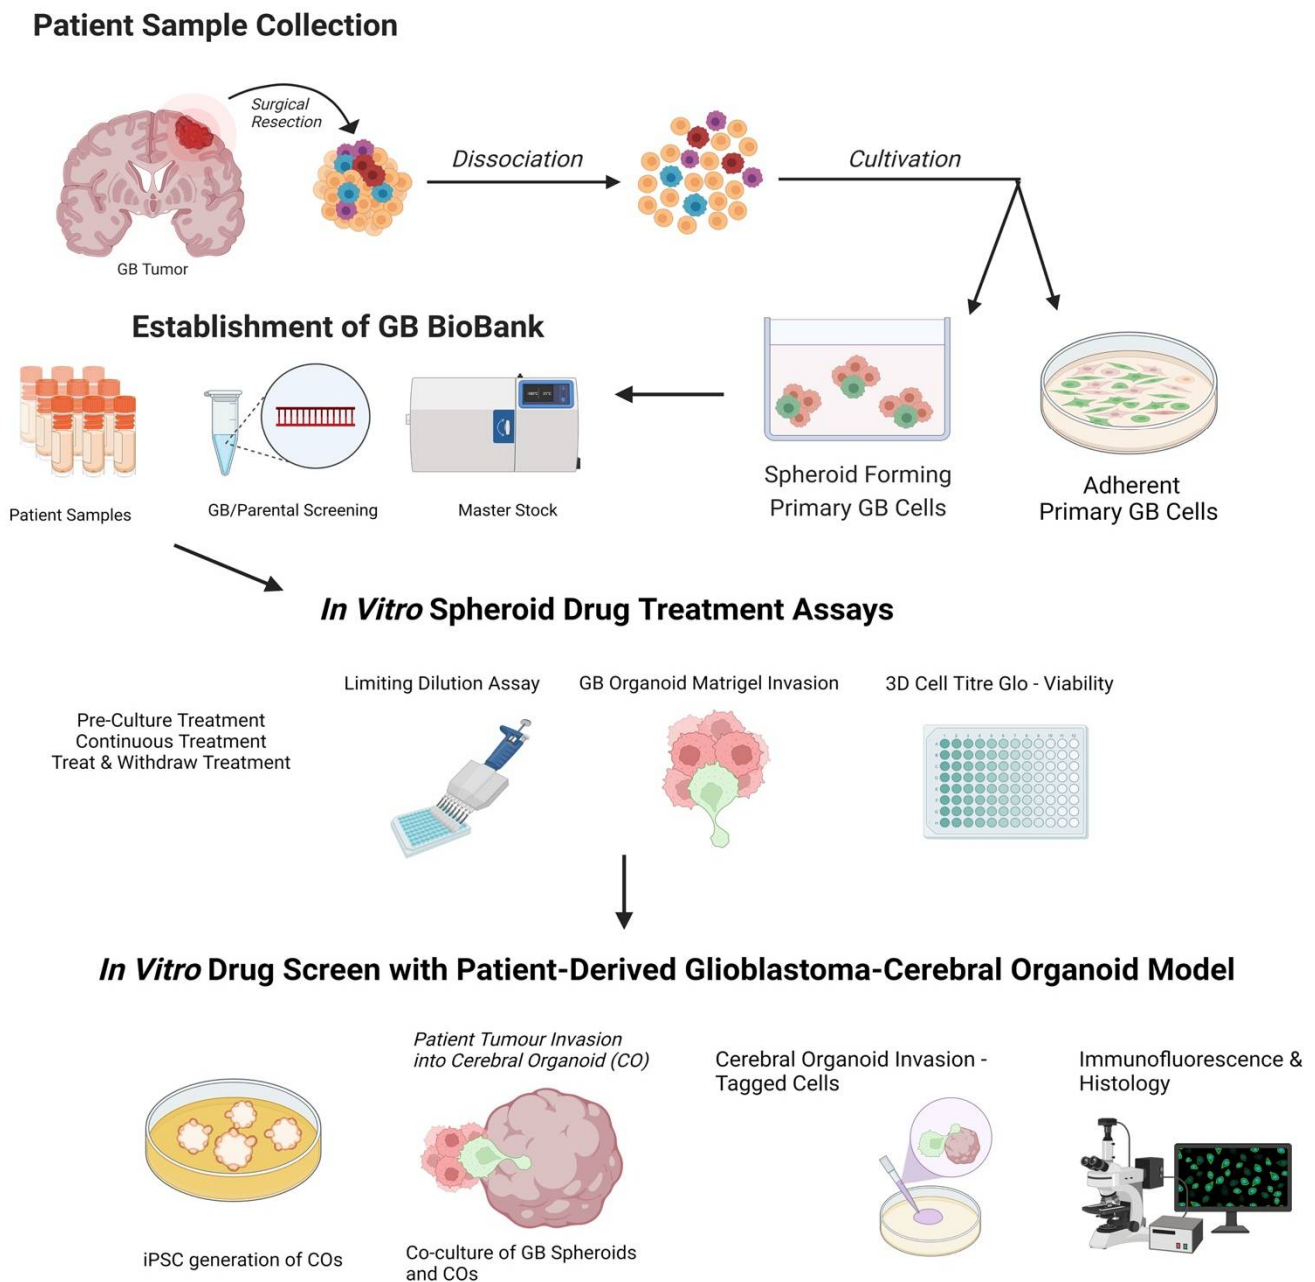 Patient Sample Collection
Surgical
Resection
Dissociation
Cultivation
GB Tumor
Establishment of GB BioBank
Patient Samples
GB/Parental Screening
Master Stock
Spheroid Forming
Primary GB Cells
Adherent
Primary GB Cells
In Vitro Spheroid Drug Treatment Assays
Pre-Culture Treatment
Continuous Treatment
Treat & Withdraw Treatment
Limiting Dilution Assay
GB Organoid Matrigel Invasion
3D Cell Titre Glo - Viability
In Vitro Drug Screen with Patient-Derived Glioblastoma-Cerebral Organoid Model
iPSC generation of COs
Patient Tumour Invasion
into Cerebral Organoid (CO)
Co-culture of GB Spheroids
and COs
Cerebral Organoid Invasion -
Tagged Cells
Immunofluorescence &
Histology